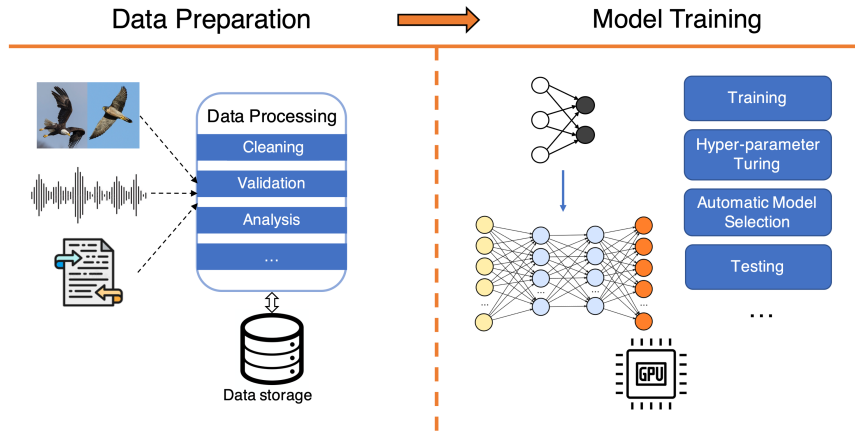 Data Preparation
Model Training
Data Processing
Cleaning
Validation
Analysis
...
Data storage
Training
Hyper-parameter
Turing
Automatic Model
Selection
Testing
...
...
...
...
...
GPU